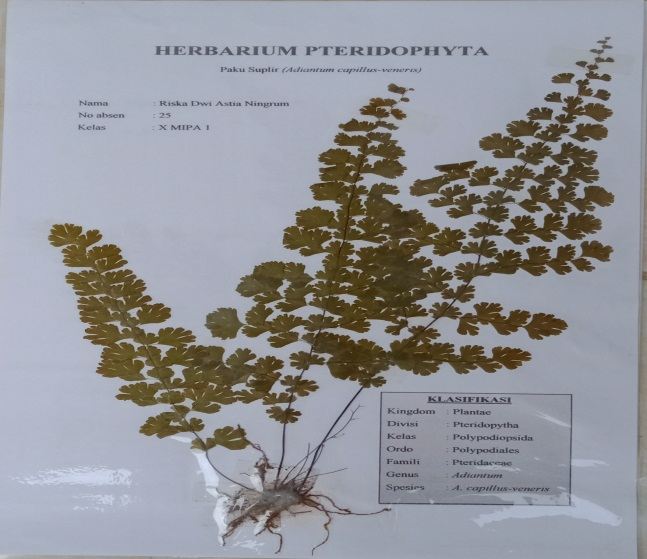 HERBARIUM PTERIDOPHYTA
Paku Suplir (Adiantum capillus-veneris)
Nama : Riska Dwi Astia Ningrum
No absen : 25
Kelas : X MIPA 1
KLASIFIKASI
Kingdom : Plantae
Divisi : Pteridopytha
Kelas : Polypodiopsida
Ordo : Polypodiales
Famili : Pteridaceae
Genus : Adiantum
Spesies : A. capillus-veneris